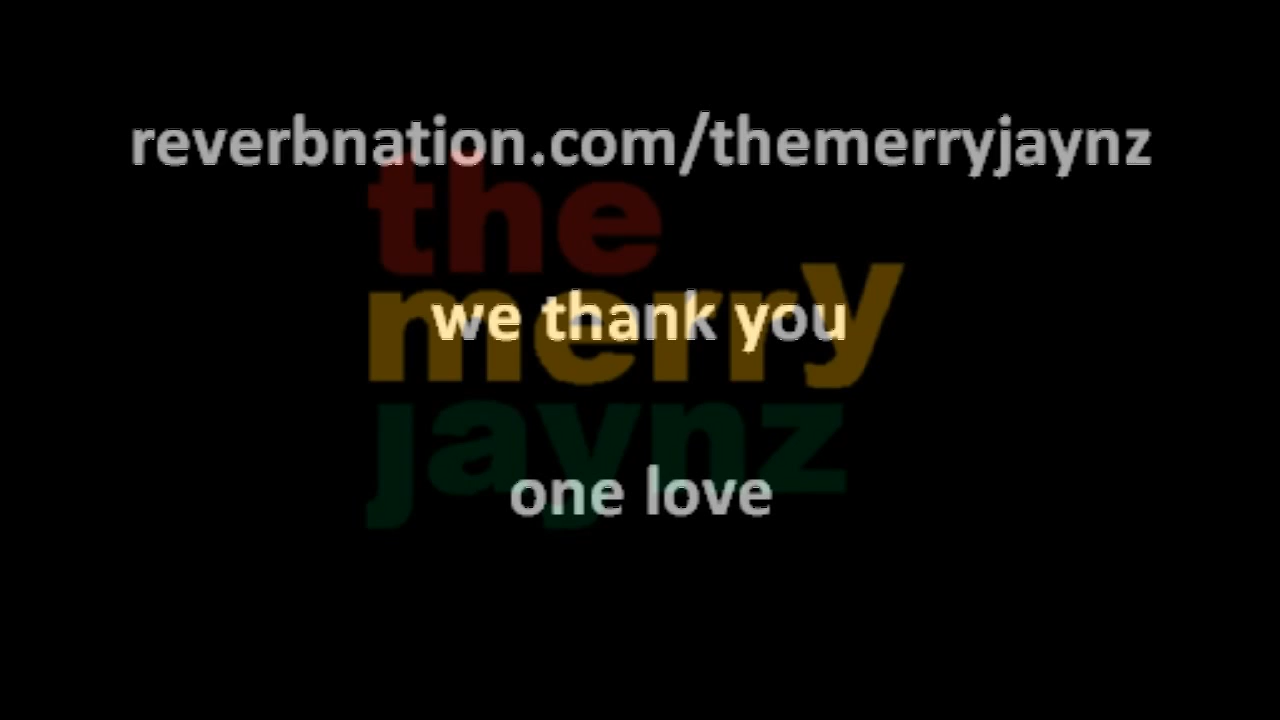 reverbnation.com/themerryjaynz
the
merry
we thank you
jaynz
one love